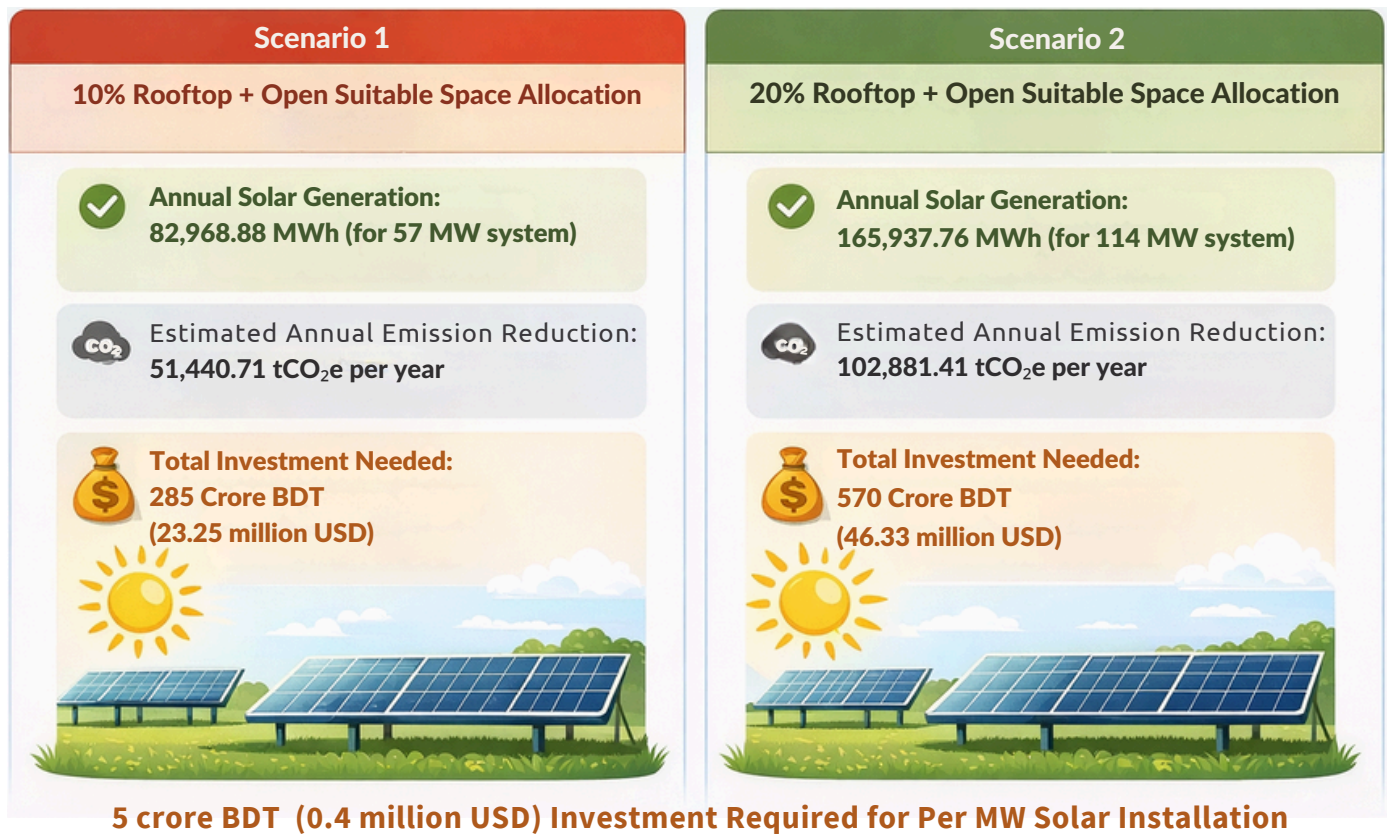 Scenario 1
10% Rooftop + Open Suitable Space Allocation
Annual Solar Generation:
82,968.88 MWh (for 57 MW system)
CO₂
Estimated Annual Emission Reduction:
51,440.71 tCO₂e per year
$
Total Investment Needed:
285 Crore BDT
(23.25 million USD)
Scenario 2
20% Rooftop + Open Suitable Space Allocation
Annual Solar Generation:
165,937.76 MWh (for 114 MW system)
CO₂
Estimated Annual Emission Reduction:
102,881.41 tCO₂e per year
$
Total Investment Needed:
570 Crore BDT
(46.33 million USD)
5 crore BDT (0.4 million USD) Investment Required for Per MW Solar Installation